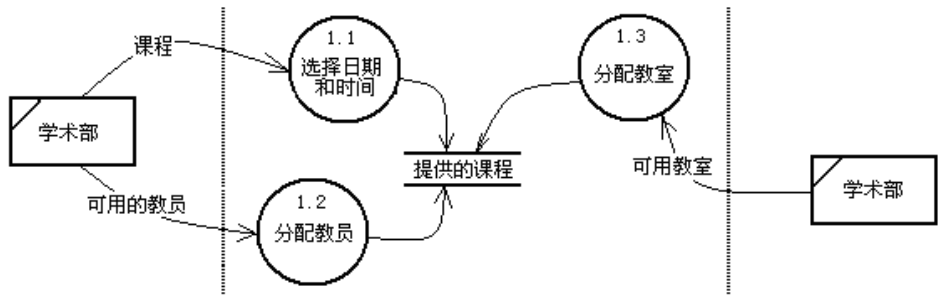 课程
1.1
选择日期
和时间
1.3
分配教室
学术部
提供的课程
可用教室
学术部
可用的教员
1.2
分配教员